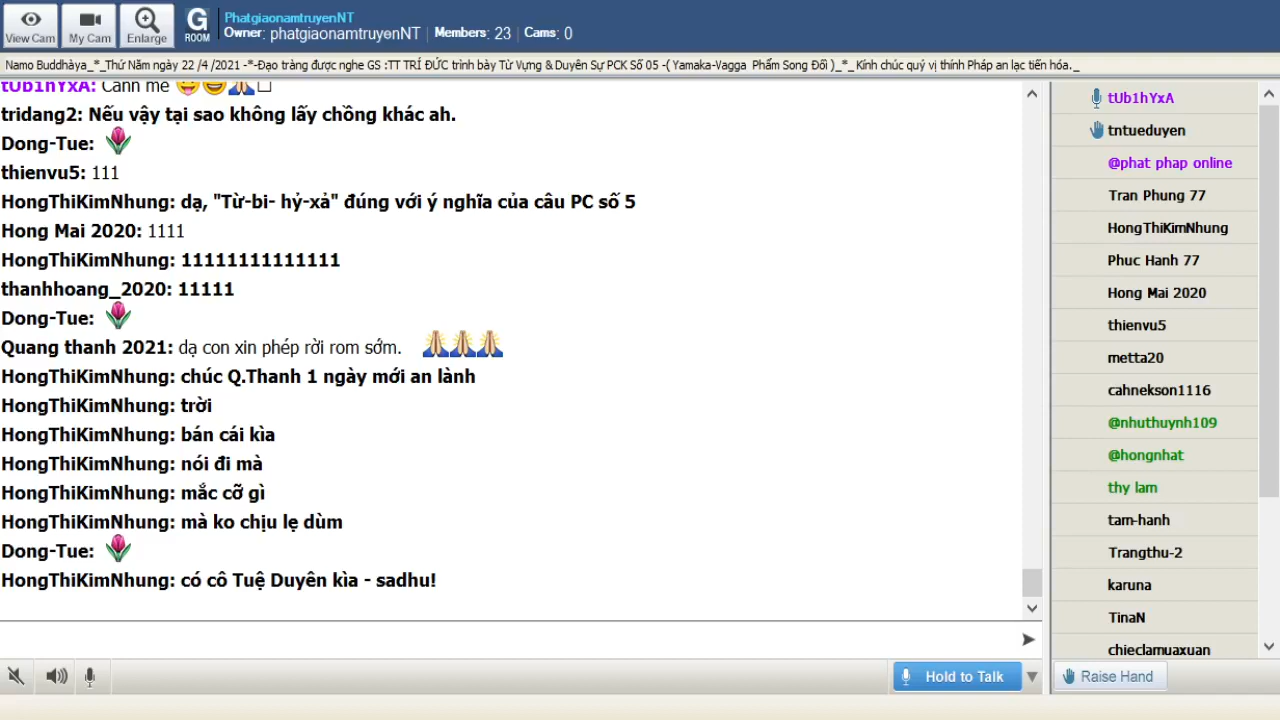 View Cam
My Cam
Enlarge
G
ROOM
PhatgiaonamtruyenNT
Owner: phatgiaonamtruyenNT | Members: 23 | Cams: 0
Namo Buddhàya_*_Thứ Năm ngày 22 /4 /2021 -*-Đạo tràng được nghe GS :TT TRÍ ĐỨC trình bày Từ Vựng & Duyên Sự PCK Số 05 -( Yamaka-Vagga Phẩm Song Đối )_*_ Kính chúc quý vị thính Pháp an lạc tiến hóa._
tUb1hYxA: Canh me
tridang2: Nếu vậy tại sao không lấy chồng khác ah.
Dong-Tue:
thienvu5: 111
HongThiKimNhung: dạ, "Từ-bi- hỷ-xả" đúng với ý nghĩa của câu PC số 5
Hong Mai 2020: 1111
HongThiKimNhung: 11111111111111
thanhhoang_2020: 11111
Dong-Tue:
Quang thanh 2021: dạ con xin phép rời rom sớm.
HongThiKimNhung: chúc Q.Thanh 1 ngày mới an lành
HongThiKimNhung: trời
HongThiKimNhung: bán cái kìa
HongThiKimNhung: nói đi mà
HongThiKimNhung: mắc cỡ gì
HongThiKimNhung: mà ko chịu lẹ dùm
Dong-Tue:
HongThiKimNhung: có cô Tuệ Duyên kìa - sadhu!
tUb1hYxA
tntueduyen
@phat phap online
Tran Phung 77
HongThiKimNhung
Phuc Hanh 77
Hong Mai 2020
thienvu5
metta20
cahnekson1116
@nhuthuynh109
@hongnhat
thy lam
tam-hanh
Trangthu-2
karuna
TinaN
chieclamuaxuan
Hold to Talk
Raise Hand